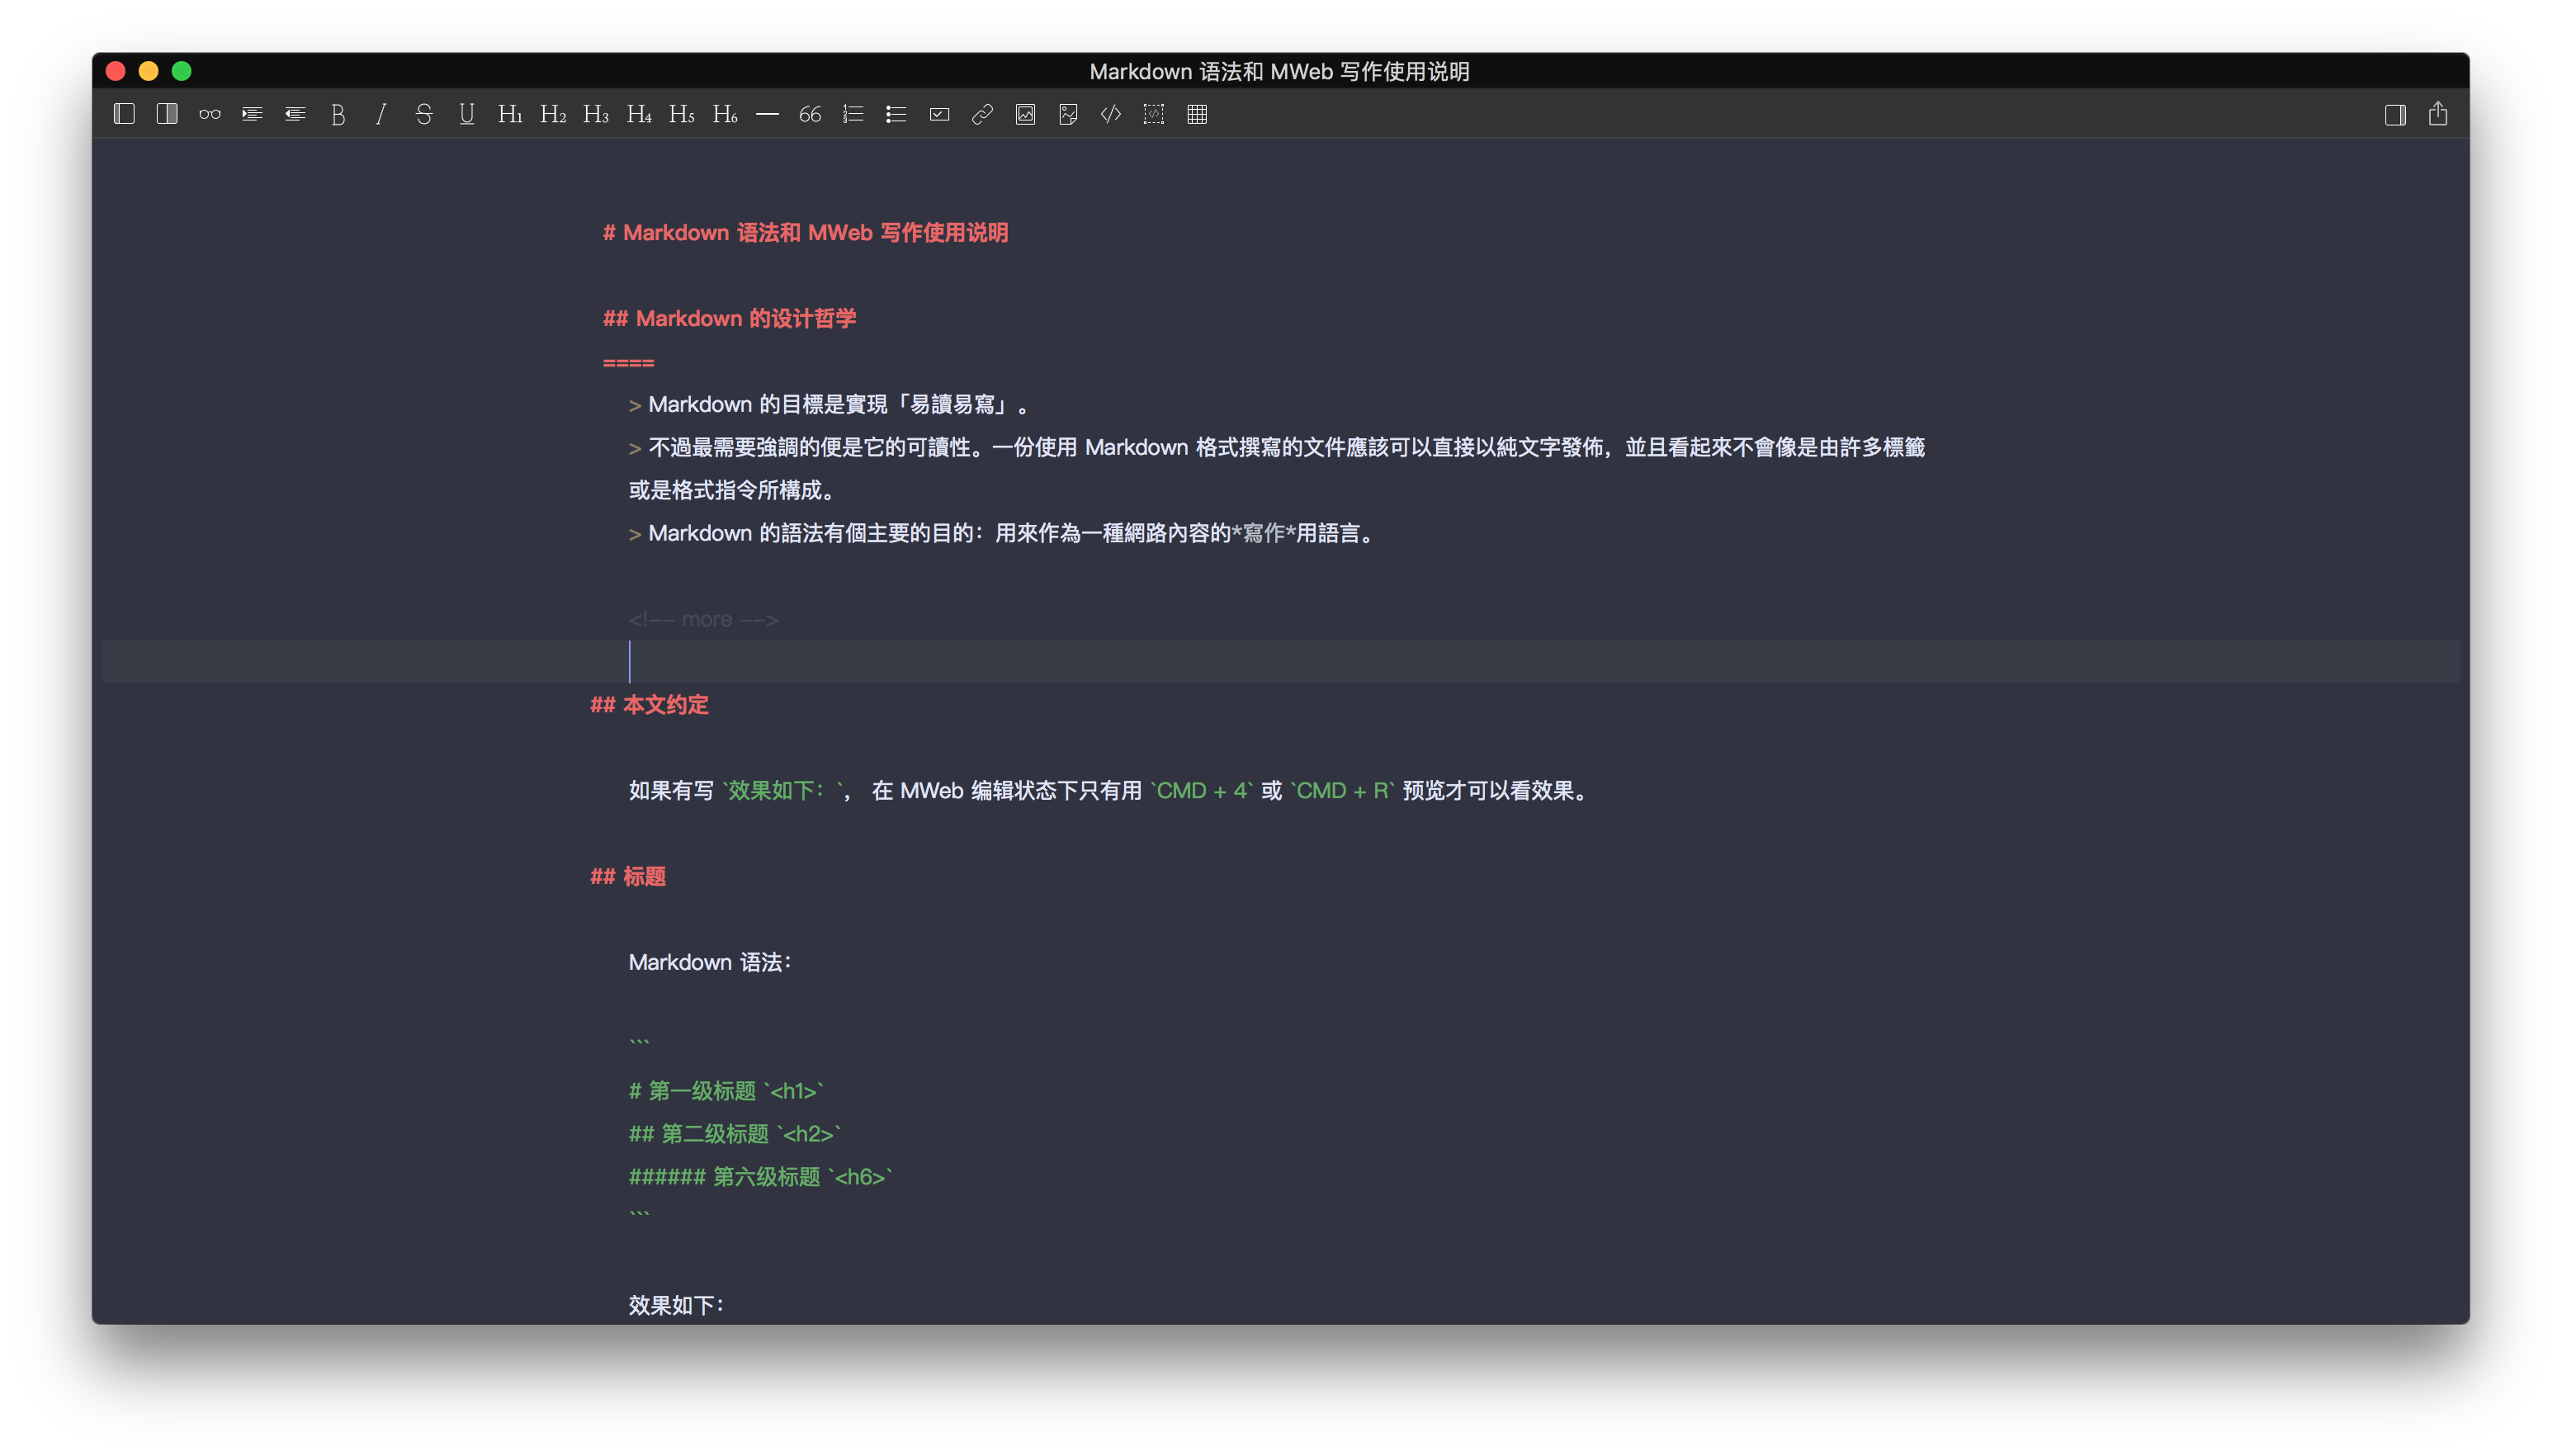 Markdown 语法和 MWeb 写作使用说明
B I S U H1 H2 H3 H4 H5 H6 — 66
# Markdown 语法和 MWeb 写作使用说明
## Markdown 的设计哲学
====
> Markdown 的目標是實現「易讀易寫」。
> 不過最需要強調的便是它的可讀性。一份使用 Markdown 格式撰寫的文件應該可以直接以純文字發佈，並且看起來不會像是由許多標籤
或是格式指令所構成。
> Markdown 的語法有個主要的目的：用來作為一種網路內容的*寫作*用語言。
<!-- more -->
## 本文约定
如果有写 `效果如下：`， 在 MWeb 编辑状态下只有用 `CMD + 4` 或 `CMD + R` 预览才可以看效果。
## 标题
Markdown 语法：
```
# 第一级标题 `<h1>`
## 第二级标题 `<h2>`
###### 第六级标题 `<h6>`
```
效果如下：